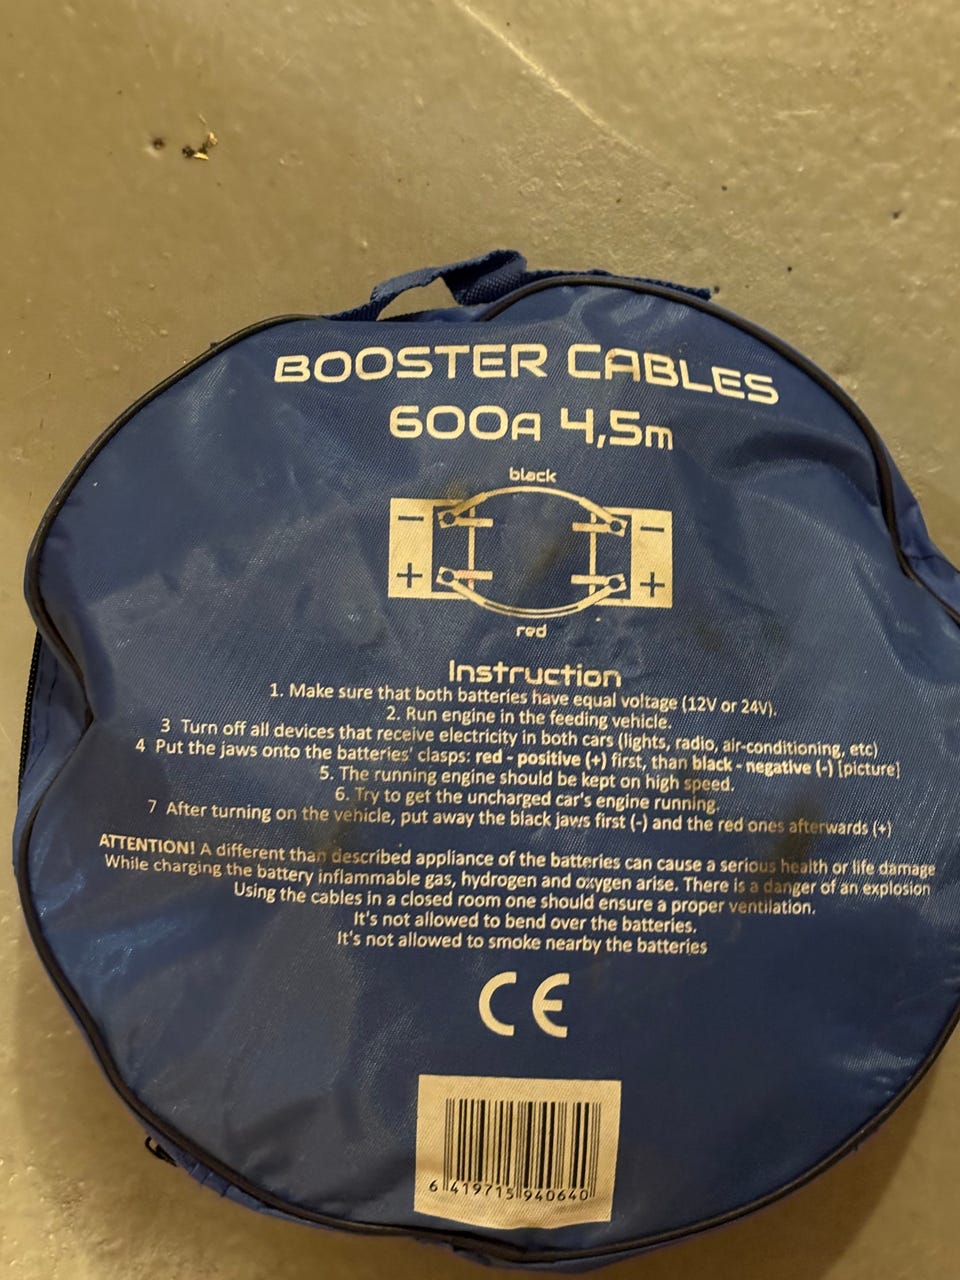 BOOSTER CABLES
600A 4,5m
black
− −
+ +
red
Instruction
1. Make sure that both batteries have equal voltage (12V or 24V).
2. Run engine in the feeding vehicle.
3 Turn off all devices that receive electricity in both cars (lights, radio, air-conditioning, etc)
4 Put the jaws onto the batteries' clasps: red - positive (+) first, than black - negative (-) [picture]
5. The running engine should be kept on high speed.
6. Try to get the uncharged car's engine running.
7 After turning on the vehicle, put away the black jaws first (-) and the red ones afterwards (+)
ATTENTION! A different than described appliance of the batteries can cause a serious health or life damage
While charging the battery inflammable gas, hydrogen and oxygen arise. There is a danger of an explosion
Using the cables in a closed room one should ensure a proper ventilation.
It's not allowed to bend over the batteries.
It's not allowed to smoke nearby the batteries
CE
6 419715 940640